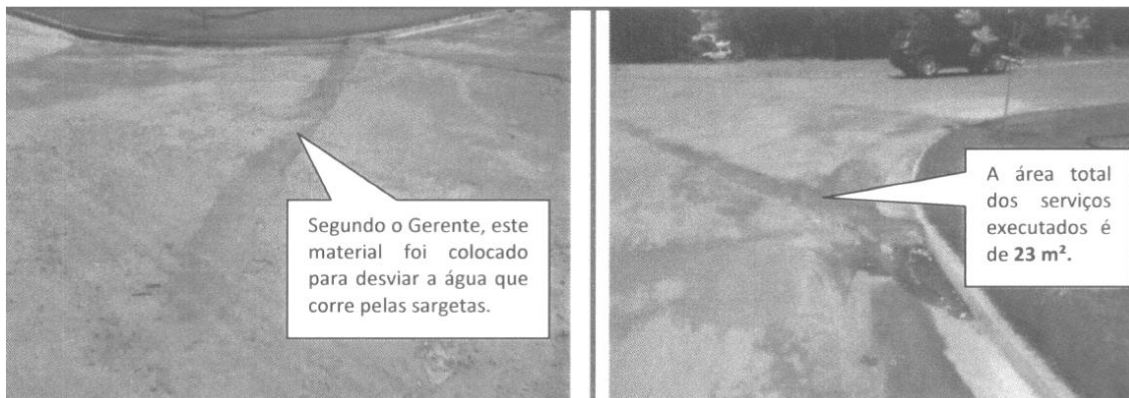 Segundo o Gerente, este
material foi colocado
para desviar a água que
corre pelas sargetas.
A área total
dos serviços
executados é
de 23 m².